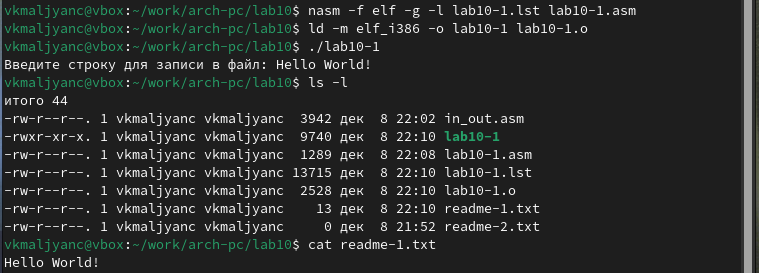 vkmaljyanc@vbox:~/work/arch-pc/lab10$ nasm -f elf -g -l lab10-1.lst lab10-1.asm
vkmaljyanc@vbox:~/work/arch-pc/lab10$ ld -m elf_i386 -o lab10-1 lab10-1.o
vkmaljyanc@vbox:~/work/arch-pc/lab10$ ./lab10-1
Введите строку для записи в файл: Hello World!
vkmaljyanc@vbox:~/work/arch-pc/lab10$ ls -l
итого 44
-rw-r--r--. 1 vkmaljyanc vkmaljyanc  3942 дек  8 22:02 in_out.asm
-rwxr-xr-x. 1 vkmaljyanc vkmaljyanc  9740 дек  8 22:10 lab10-1
-rw-r--r--. 1 vkmaljyanc vkmaljyanc  1289 дек  8 22:08 lab10-1.asm
-rw-r--r--. 1 vkmaljyanc vkmaljyanc 13715 дек  8 22:10 lab10-1.lst
-rw-r--r--. 1 vkmaljyanc vkmaljyanc  2528 дек  8 22:10 lab10-1.o
-rw-r--r--. 1 vkmaljyanc vkmaljyanc    13 дек  8 22:10 readme-1.txt
-rw-r--r--. 1 vkmaljyanc vkmaljyanc     0 дек  8 21:52 readme-2.txt
vkmaljyanc@vbox:~/work/arch-pc/lab10$ cat readme-1.txt
Hello World!